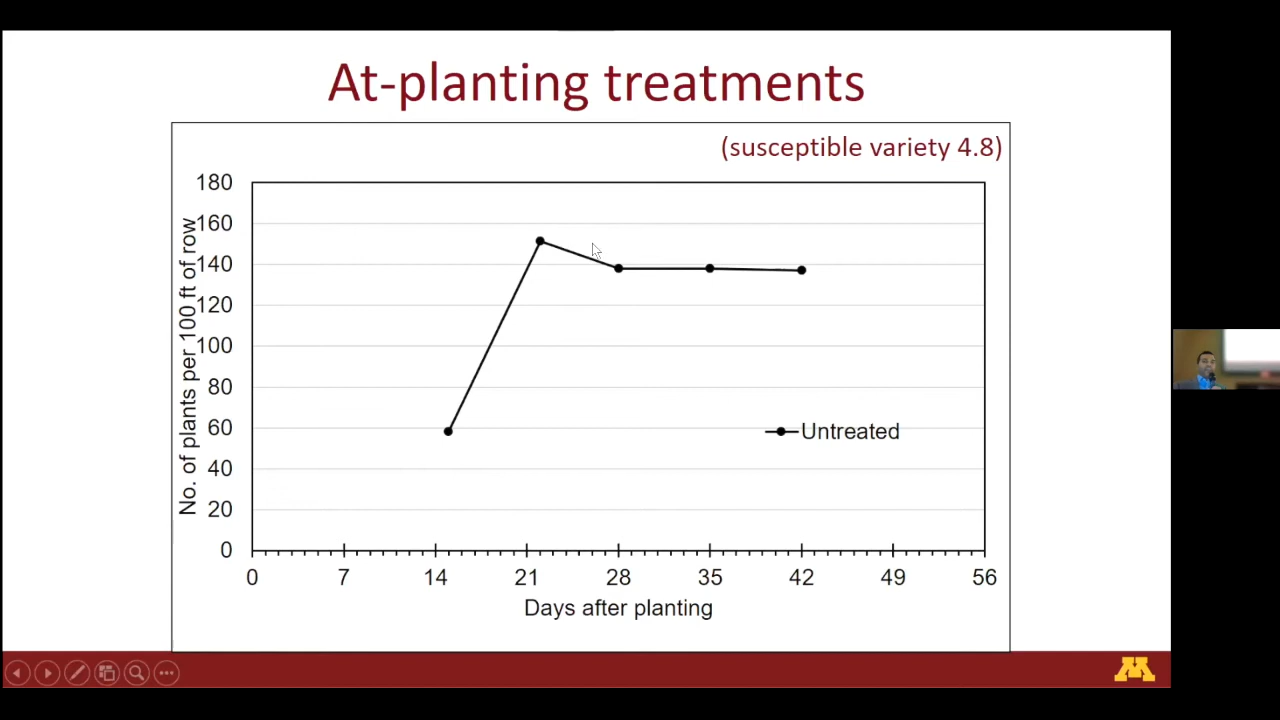 At-planting treatments
(susceptible variety 4.8)
No. of plants per 100 ft of row
180
160
140
120
100
80
60
40
20
0
Untreated
0 7 14 21 28 35 42 49 56
Days after planting
M